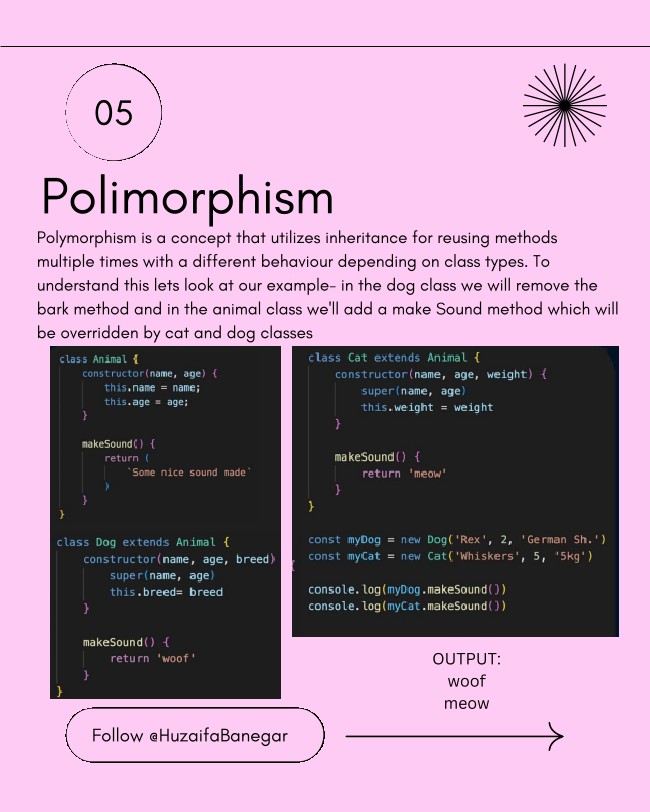 05
Polimorphism
Polymorphism is a concept that utilizes inheritance for reusing methods
multiple times with a different behaviour depending on class types. To
understand this lets look at our example- in the dog class we will remove the
bark method and in the animal class we'll add a make Sound method which will
be overridden by cat and dog classes
class Animal {
constructor(name, age) {
this.name = name;
this.age = age;
}
makeSound() {
return (
`Some nice sound made`
)
}
}
class Dog extends Animal {
constructor(name, age, breed)
super(name, age)
this.breed= breed
}
makeSound() {
return 'woof'
}
}
class Cat extends Animal {
constructor(name, age, weight) {
super(name, age)
this.weight = weight
}
makeSound() {
return 'meow'
}
}
const myDog = new Dog('Rex', 2, 'German Sh.')
const myCat = new Cat('Whiskers', 5, '5kg')
console.log(myDog.makeSound())
console.log(myCat.makeSound())
OUTPUT:
woof
meow
Follow @HuzaifaBanegar